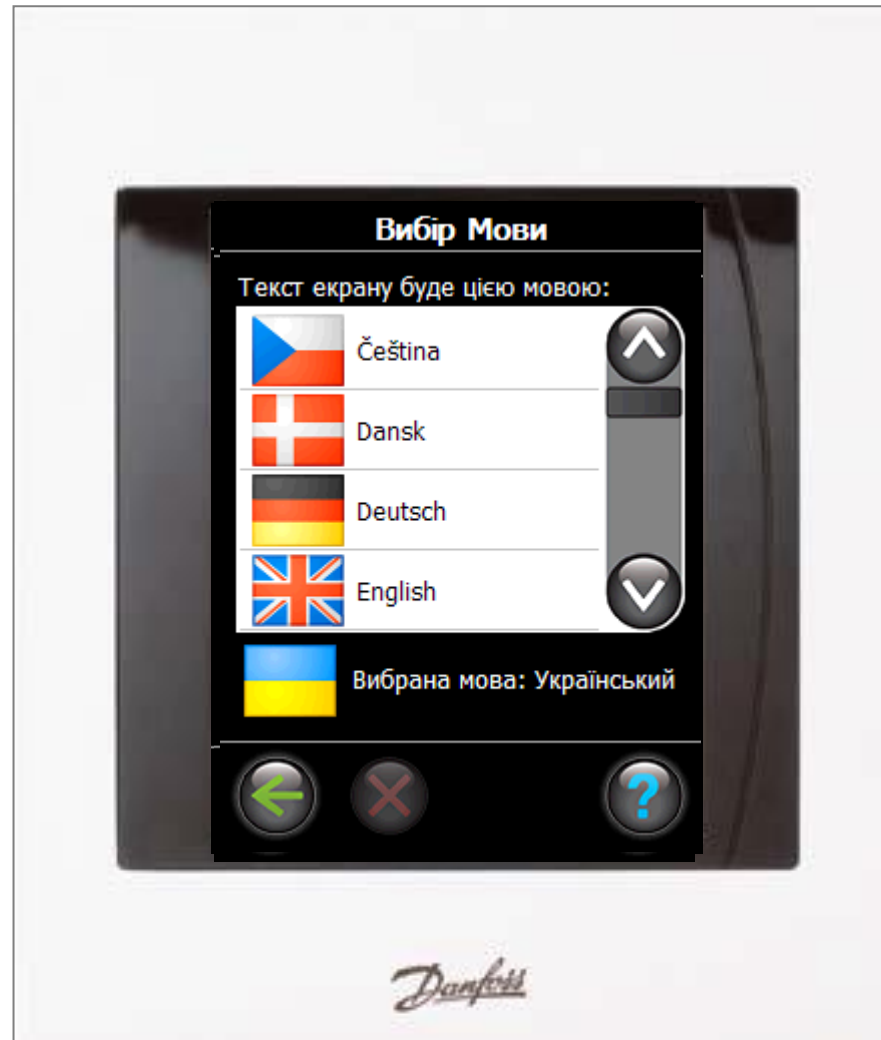 Вибір Мови
Текст екрану буде цією мовою:
Čeština
Dansk
Deutsch
English
Вибрана мова: Український
?
Danfoss